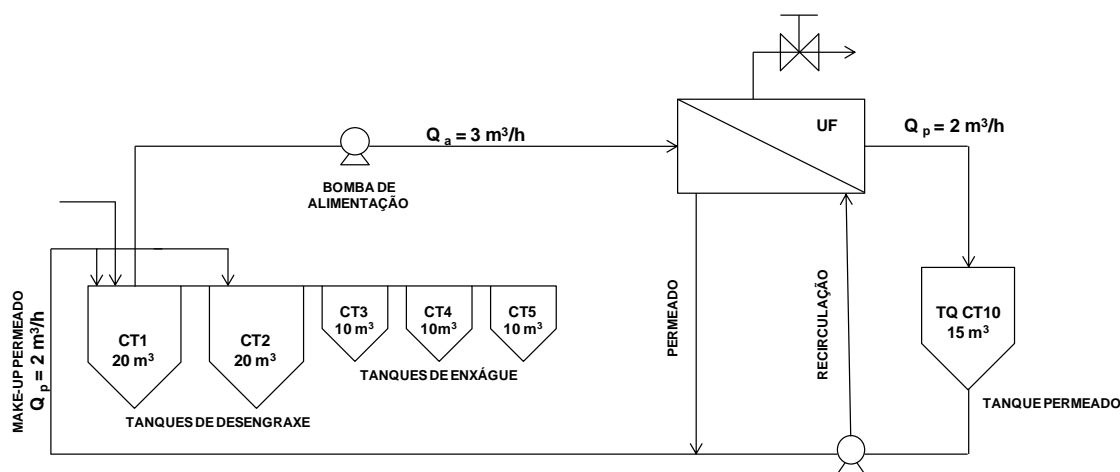 UF
Q p = 2 m³/h
Q a = 3 m³/h
BOMBA DE
ALIMENTAÇÃO
MAKE-UP PERMEADO
Q p = 2 m³/h
CT1
20 m³
CT2
20 m³
CT3
10 m³
CT4
10m³
CT5
10 m³
TANQUES DE ENXÁGUE
TANQUES DE DESENGRAXE
PERMEADO
RECIRCULAÇÃO
TQ CT10
15 m³
TANQUE PERMEADO